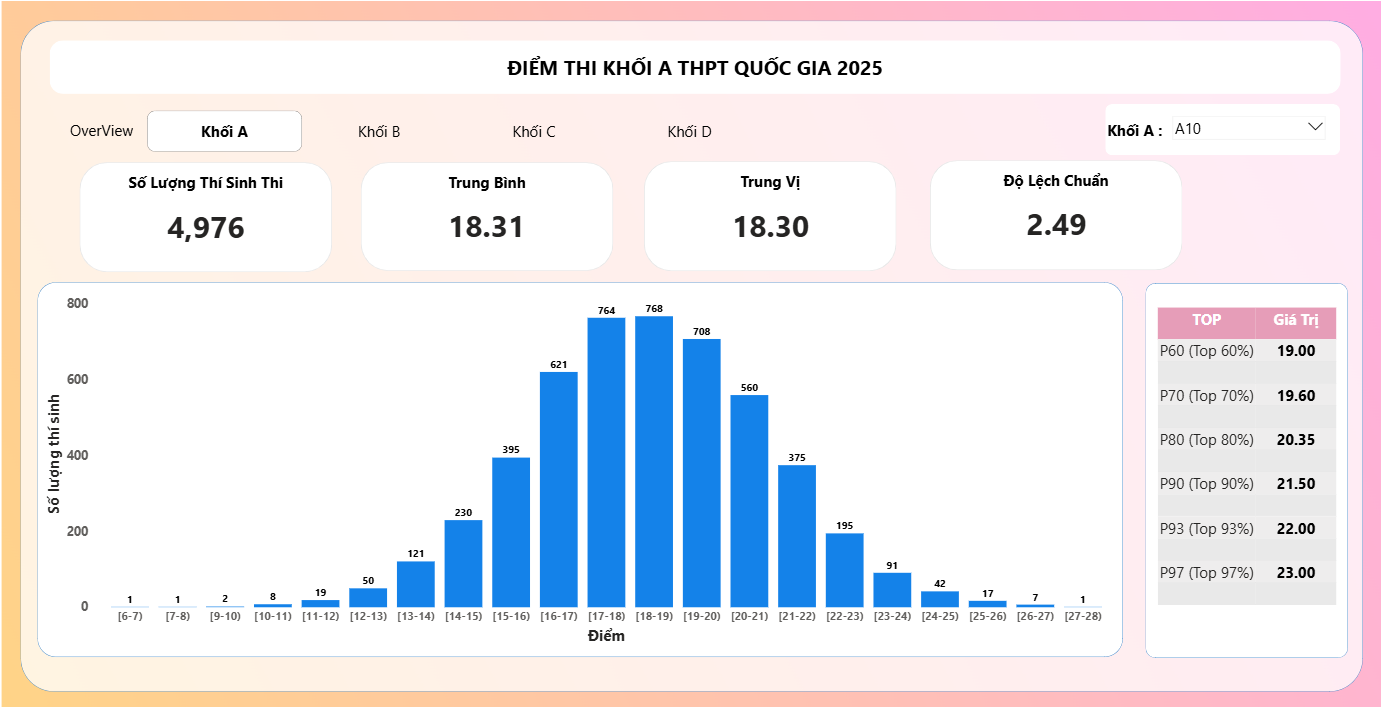 ĐIỂM THI KHỐI A THPT QUỐC GIA 2025
OverView
Khối A
Khối B
Khối C
Khối D
Khối A :
A10
Số Lượng Thí Sinh Thi
4,976
Trung Bình
18.31
Trung Vị
18.30
Độ Lệch Chuẩn
2.49
Số lượng thí sinh
800
600
400
200
0
1
1
2
8
19
50
121
230
395
621
764
768
708
560
375
195
91
42
17
7
1
[6-7)
[7-8)
[9-10)
[10-11)
[11-12)
[12-13)
[13-14)
[14-15)
[15-16)
[16-17)
[17-18)
[18-19)
[19-20)
[20-21)
[21-22)
[22-23)
[23-24)
[24-25)
[25-26)
[26-27)
[27-28)
Điểm
TOP Giá Trị
P60 (Top 60%) 19.00
P70 (Top 70%) 19.60
P80 (Top 80%) 20.35
P90 (Top 90%) 21.50
P93 (Top 93%) 22.00
P97 (Top 97%) 23.00